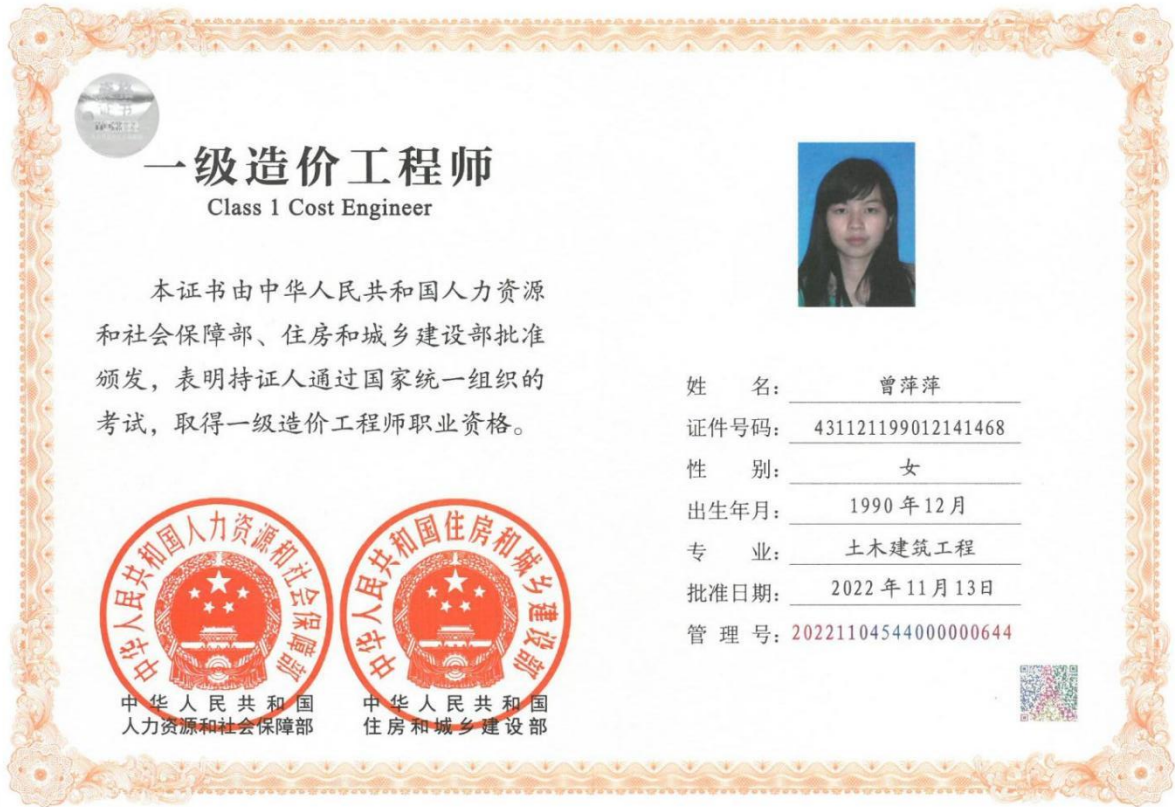 一级造价工程师
Class 1 Cost Engineer
本证书由中华人民共和国人力资源
和社会保障部、住房和城乡建设部批准
颁发，表明持证人通过国家统一组织的
考试，取得一级造价工程师职业资格。
中华人民共和国人力资源和社会保障部
中华人民共和国住房和城乡建设部
中华人民共和国
人力资源和社会保障部
中华人民共和国
住房和城乡建设部
姓 名：曾萍萍
证件号码：431121199012141468
性 别：女
出生年月：1990年12月
专 业：土木建筑工程
批准日期：2022年11月13日
管 理 号：20221104544000000644